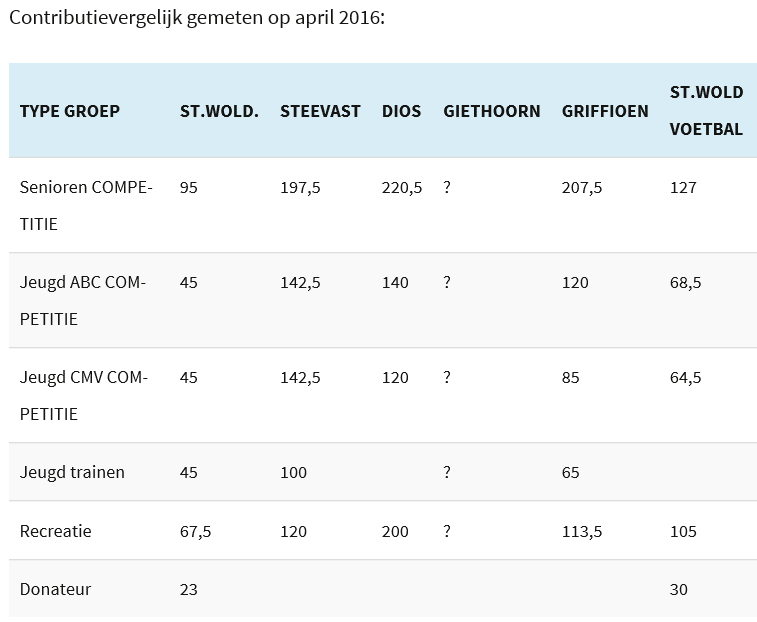 Contributievergelijk gemeten op april 2016:
TYPE GROEP ST.WOLD. STEEVAST DIOS GIETHOORN GRIFFIOEN ST.WOLD
VOETBAL
Senioren COMPE- 95 197,5 220,5 ? 207,5 127
TITIE
Jeugd ABC COM- 45 142,5 140 ? 120 68,5
PETITIE
Jeugd CMV COM- 45 142,5 120 ? 85 64,5
PETITIE
Jeugd trainen 45 100 ? 65
Recreatie 67,5 120 200 ? 113,5 105
Donateur 23 30